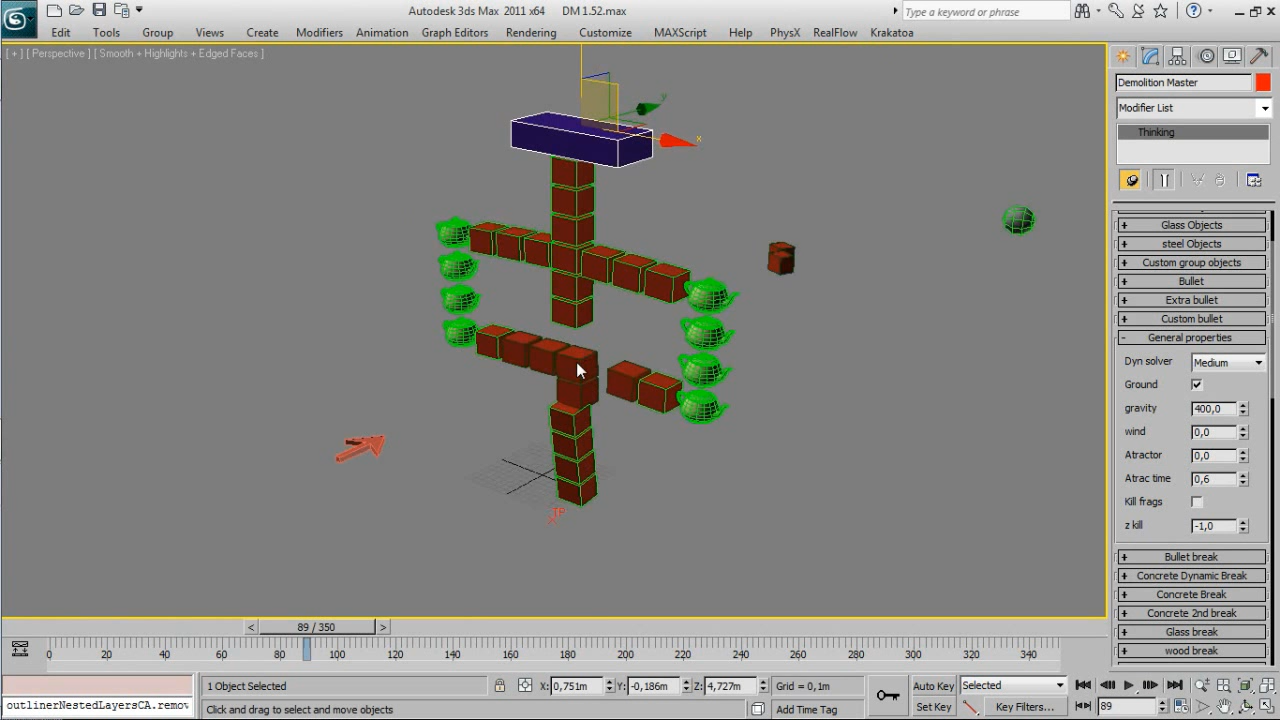 Autodesk 3ds Max 2011 x64 DM 1.52.max
Type a keyword or phrase
Edit Tools Group Views Create Modifiers Animation Graph Editors Rendering Customize MAXScript Help PhysX RealFlow Krakatoa
[ + ] [ Perspective ] [ Smooth + Highlights + Edged Faces ]
Demolition Master
Modifier List
Thinking
y
x
+ Glass Objects
+ steel Objects
+ Custom group objects
+ Bullet
+ Extra bullet
+ Custom bullet
- General properties
Dyn solver Medium
Ground
gravity 400,0
wind 0,0
Atractor 0,0
Atrac time 0,6
Kill frags
z kill -1,0
+ Bullet break
+ Concrete Dynamic Break
+ Concrete Break
+ Concrete 2nd break
+ Glass break
+ wood break
TP
< 89 / 350 >
0 20 40 60 80 100 120 140 160 180 200 220 240 260 280 300 320 340
1 Object Selected X: 0,751m Y: -0,186m Z: 4,727m Grid = 0,1m Auto Key Selected
outlinerNestedLayersCA.remov Click and drag to select and move objects Add Time Tag Set Key Key Filters... 89